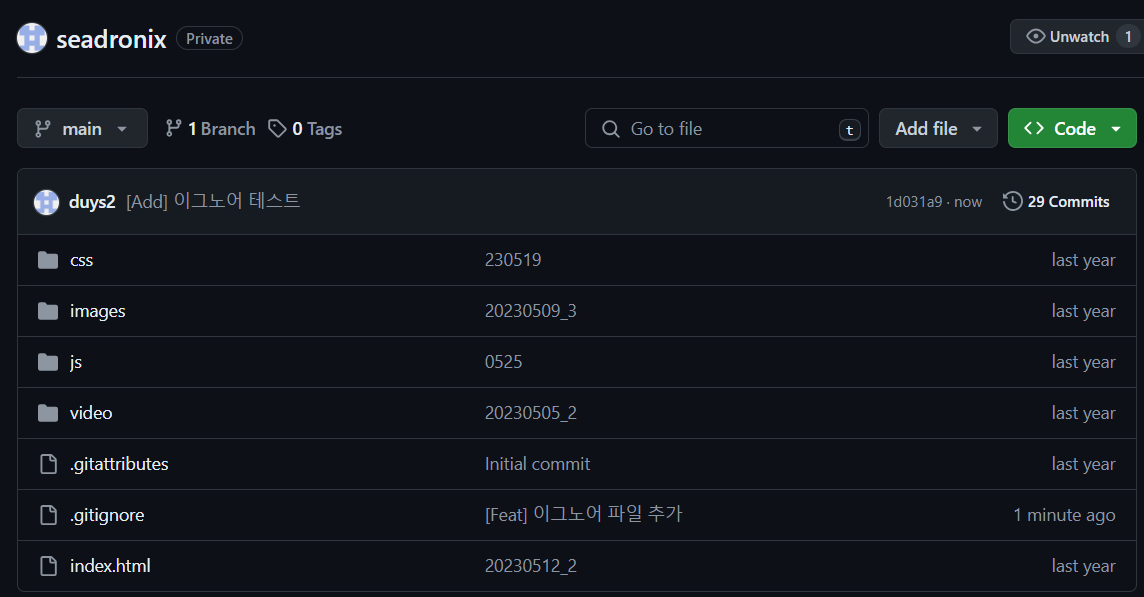 seadronix Private Unwatch 1
main 1 Branch 0 Tags Go to file t Add file Code
duys2 [Add] 이그노어 테스트 1d031a9 · now 29 Commits
css 230519 last year
images 20230509_3 last year
js 0525 last year
video 20230505_2 last year
.gitattributes Initial commit last year
.gitignore [Feat] 이그노어 파일 추가 1 minute ago
index.html 20230512_2 last year